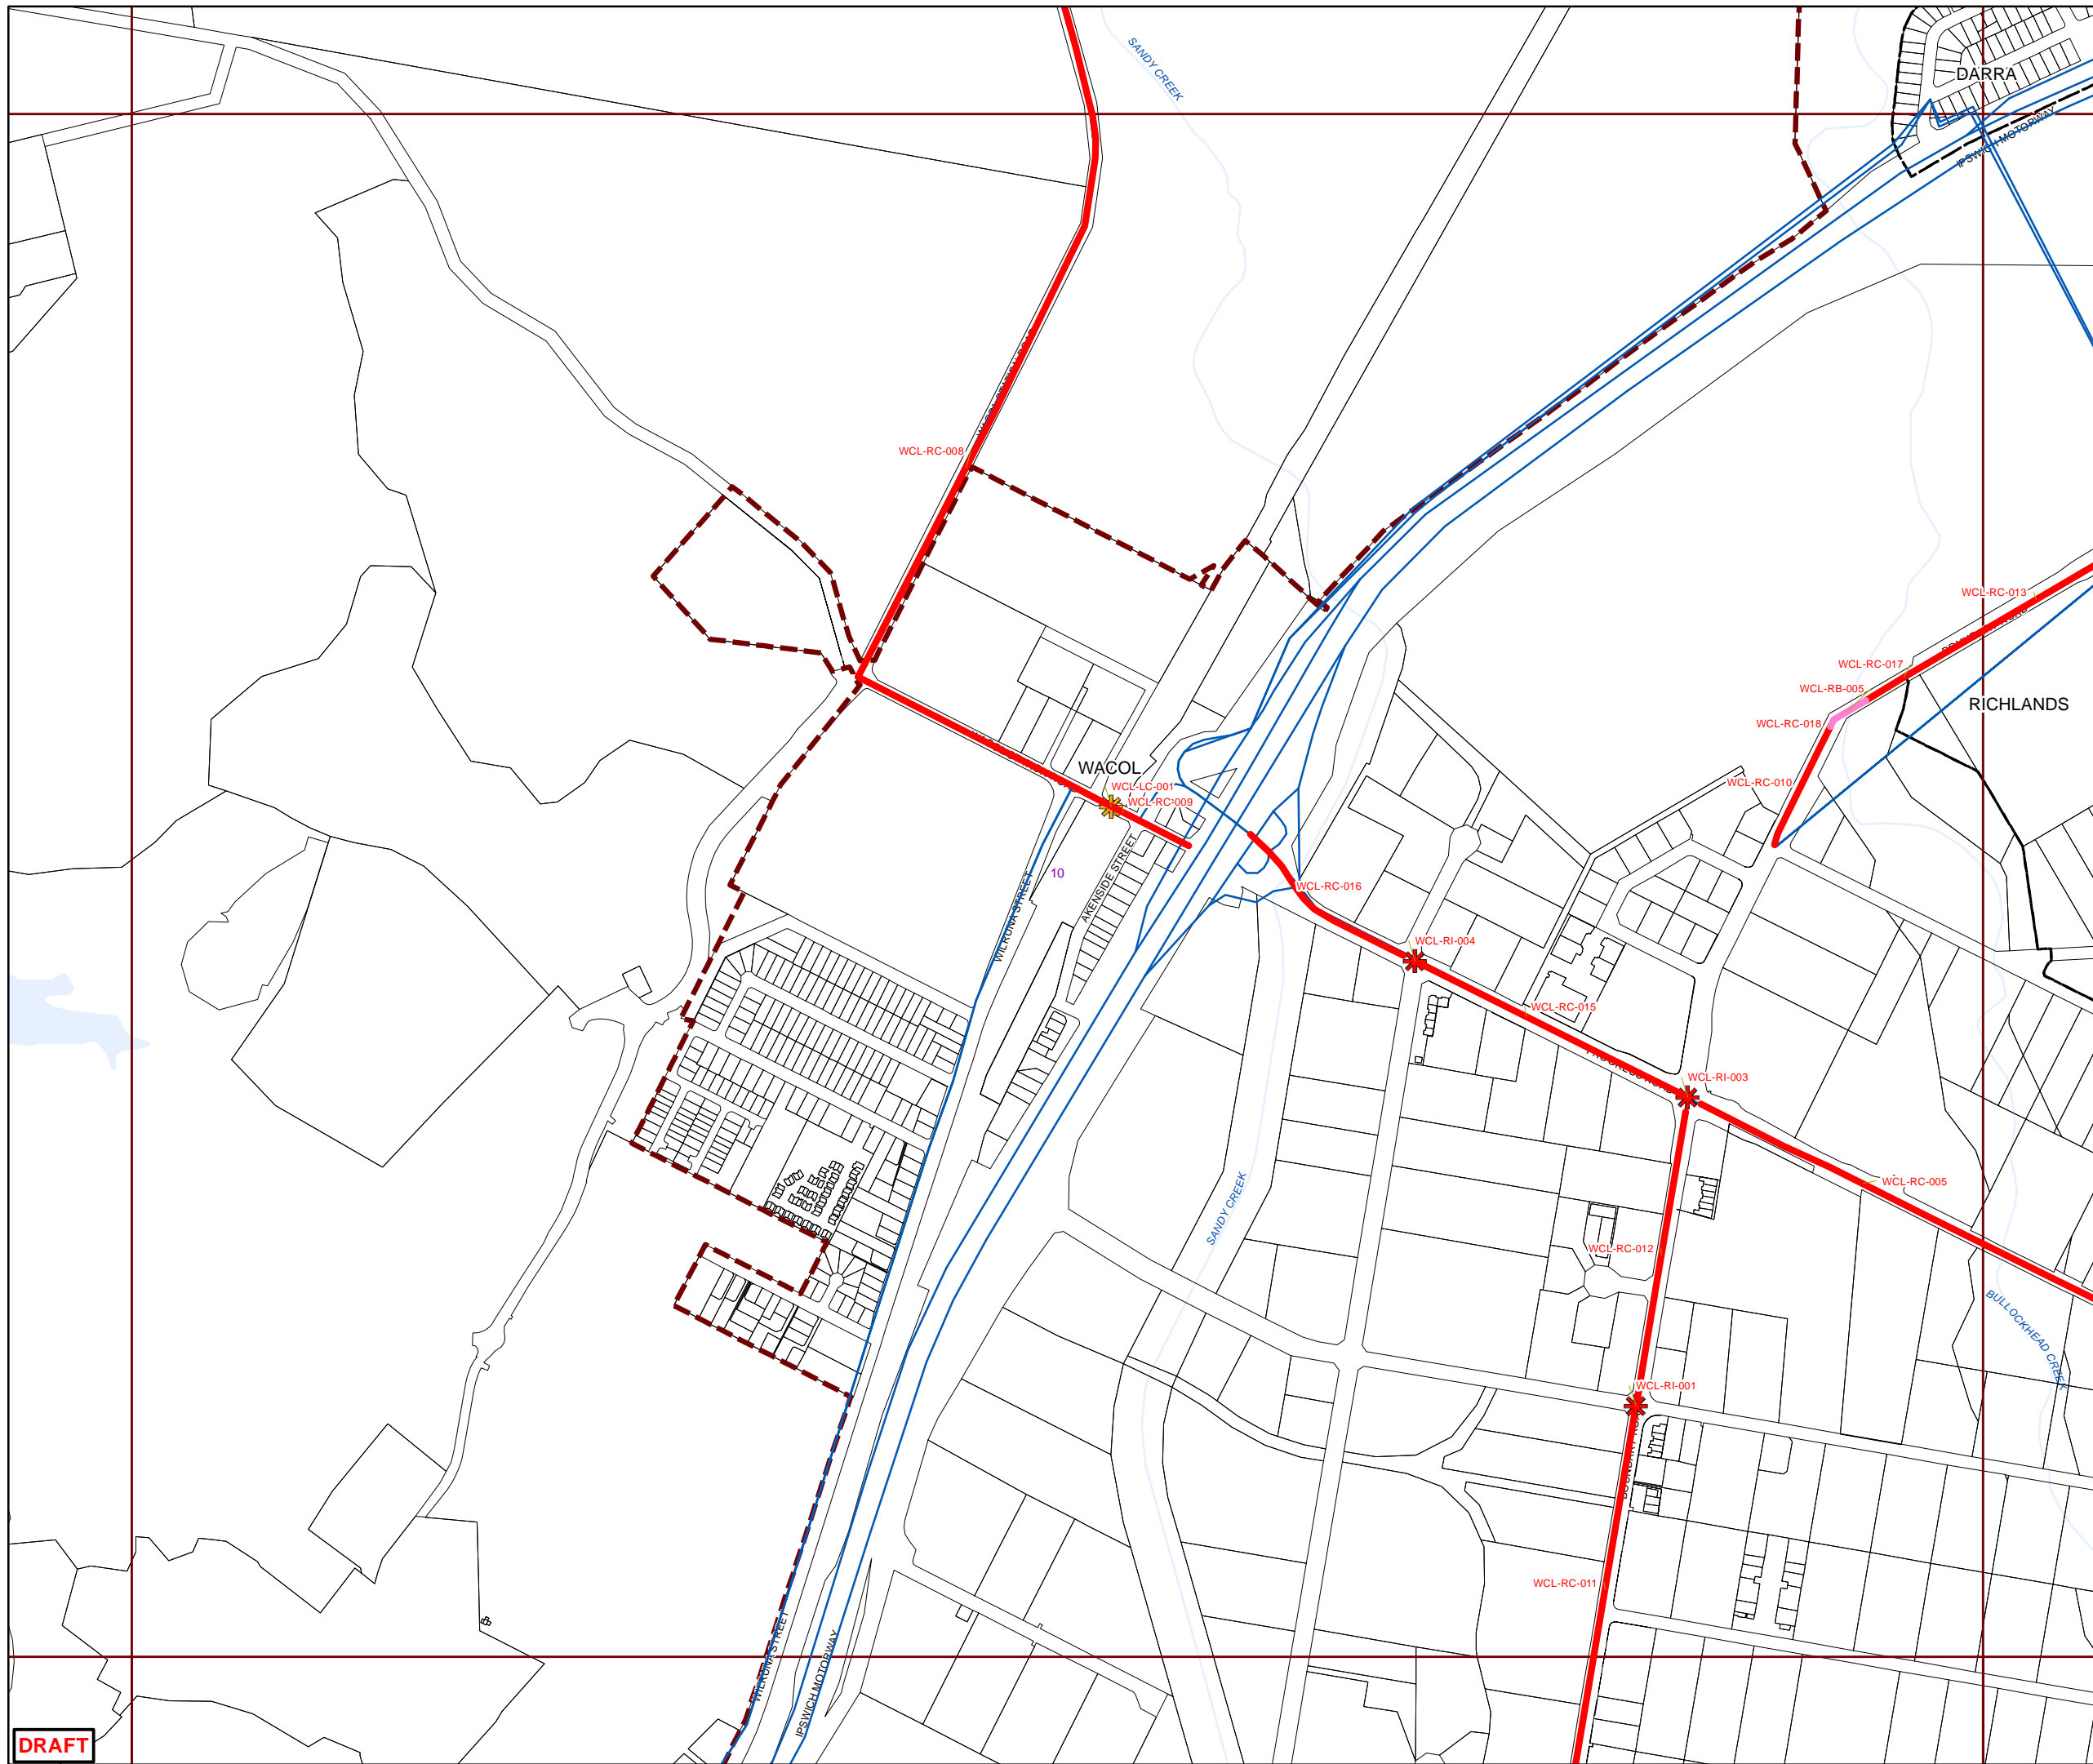 SANDY CREEK
DARRA
IPSWICH MOTORWAY
WCL-RC-008
WCL-RC-013
WCL-RC-017
WCL-RB-005
RICHLANDS
WCL-RC-018
WACOL
WCL-RC-010
WCL-LC-001
WCL-RC-009
10
AKENSIDE STREET
WILRUNA STREET
WCL-RC-016
WCL-RI-004
WCL-RC-015
WCL-RI-003
WCL-RC-005
SANDY CREEK
WCL-RC-012
BULLOCKHEAD CREEK
WCL-RI-001
WCL-RC-011
WILRUNA STREET
IPSWICH MOTORWAY
DRAFT